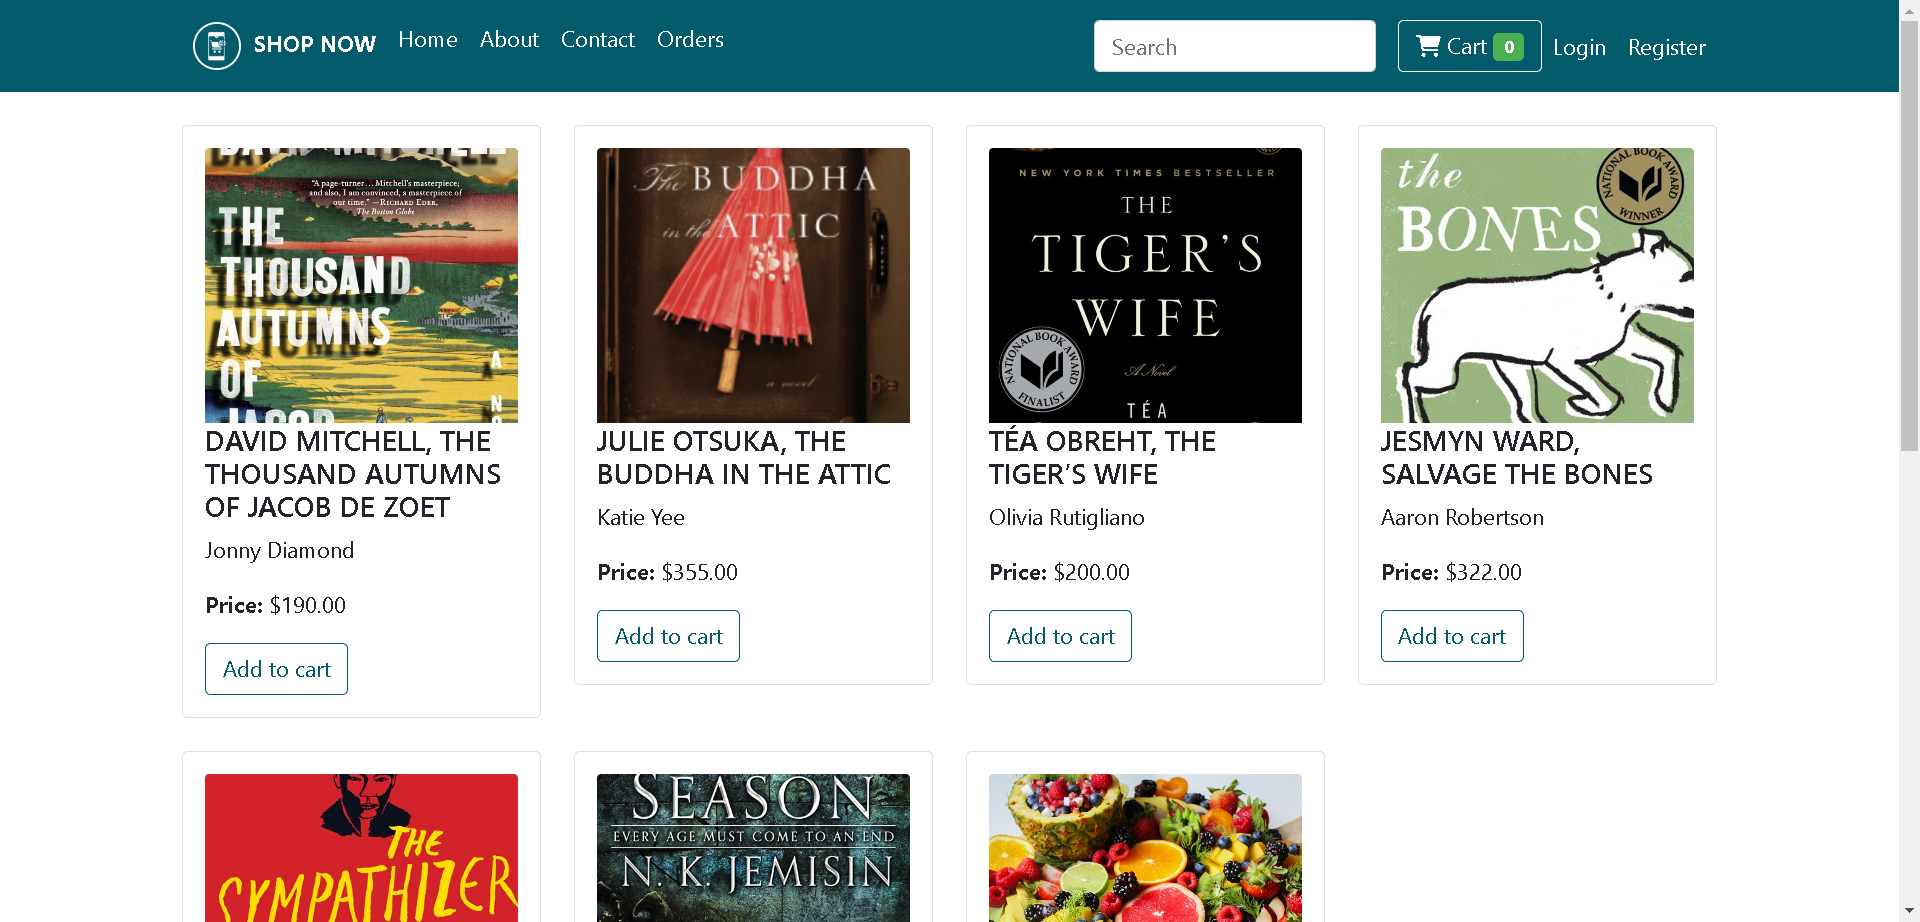 SHOP NOW Home About Contact Orders Search Cart 0 Login Register
"A page-turner... Mitchell's masterpiece;
and also, I am convinced, a masterpiece of
our time." —RICHARD EDER,
The Boston Globe
THE
THOUSAND
AUTUMNS
OF
JACOB
A
NO
DAVID MITCHELL, THE
THOUSAND AUTUMNS
OF JACOB DE ZOET
Jonny Diamond
Price: $190.00
Add to cart
The BUDDHA
in the ATTIC
a novel
JULIE OTSUKA, THE
BUDDHA IN THE ATTIC
Katie Yee
Price: $355.00
Add to cart
NEW YORK TIMES BESTSELLER
THE
TIGER'S
WIFE
A Novel
NATIONAL BOOK AWARD
FINALIST
TÉA
TÉA OBREHT, THE
TIGER’S WIFE
Olivia Rutigliano
Price: $200.00
Add to cart
the
BONES
NATIONAL BOOK AWARD
WINNER
JESMYN WARD,
SALVAGE THE BONES
Aaron Robertson
Price: $322.00
Add to cart
THE
SYMPATHIZER
SEASON
EVERY AGE MUST COME TO AN END
N. K. JEMISIN